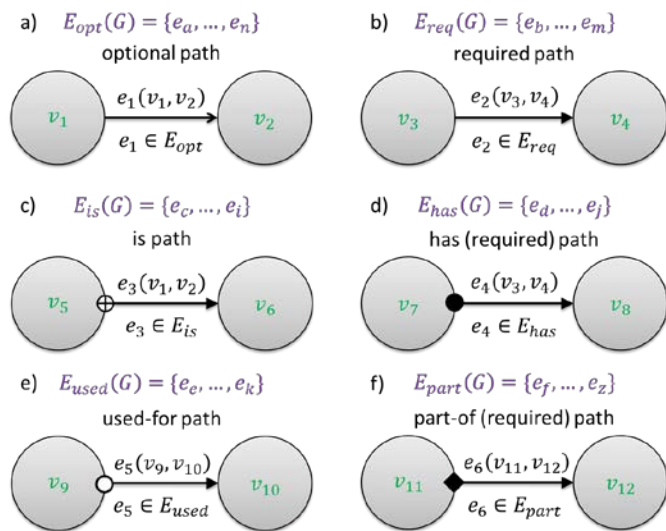 a) E_opt(G) = {e_a, …, e_n}
optional path
v_1
e_1(v_1, v_2)
e_1 ∈ E_opt
v_2
b) E_req(G) = {e_b, …, e_m}
required path
v_3
e_2(v_3, v_4)
e_2 ∈ E_req
v_4
c) E_is(G) = {e_c, …, e_i}
is path
v_5
e_3(v_1, v_2)
e_3 ∈ E_is
v_6
d) E_has(G) = {e_d, …, e_j}
has (required) path
v_7
e_4(v_3, v_4)
e_4 ∈ E_has
v_8
e) E_used(G) = {e_e, …, e_k}
used-for path
v_9
e_5(v_9, v_10)
e_5 ∈ E_used
v_10
f) E_part(G) = {e_f, …, e_z}
part-of (required) path
v_11
e_6(v_11, v_12)
e_6 ∈ E_part
v_12